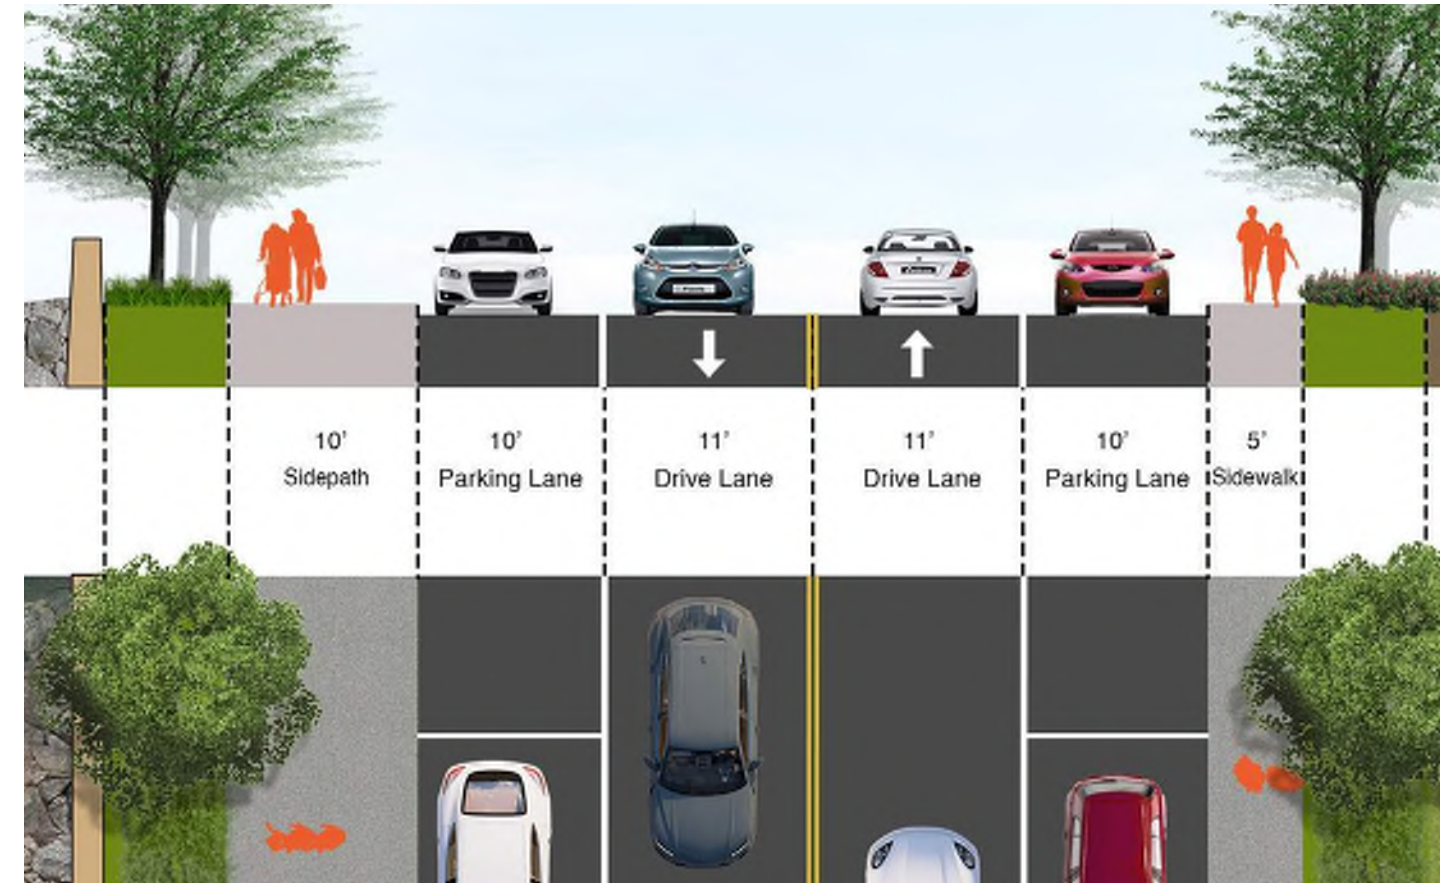 10’
Sidepath
10’
Parking Lane
11’
Drive Lane
11’
Drive Lane
10’
Parking Lane
5’
Sidewalk